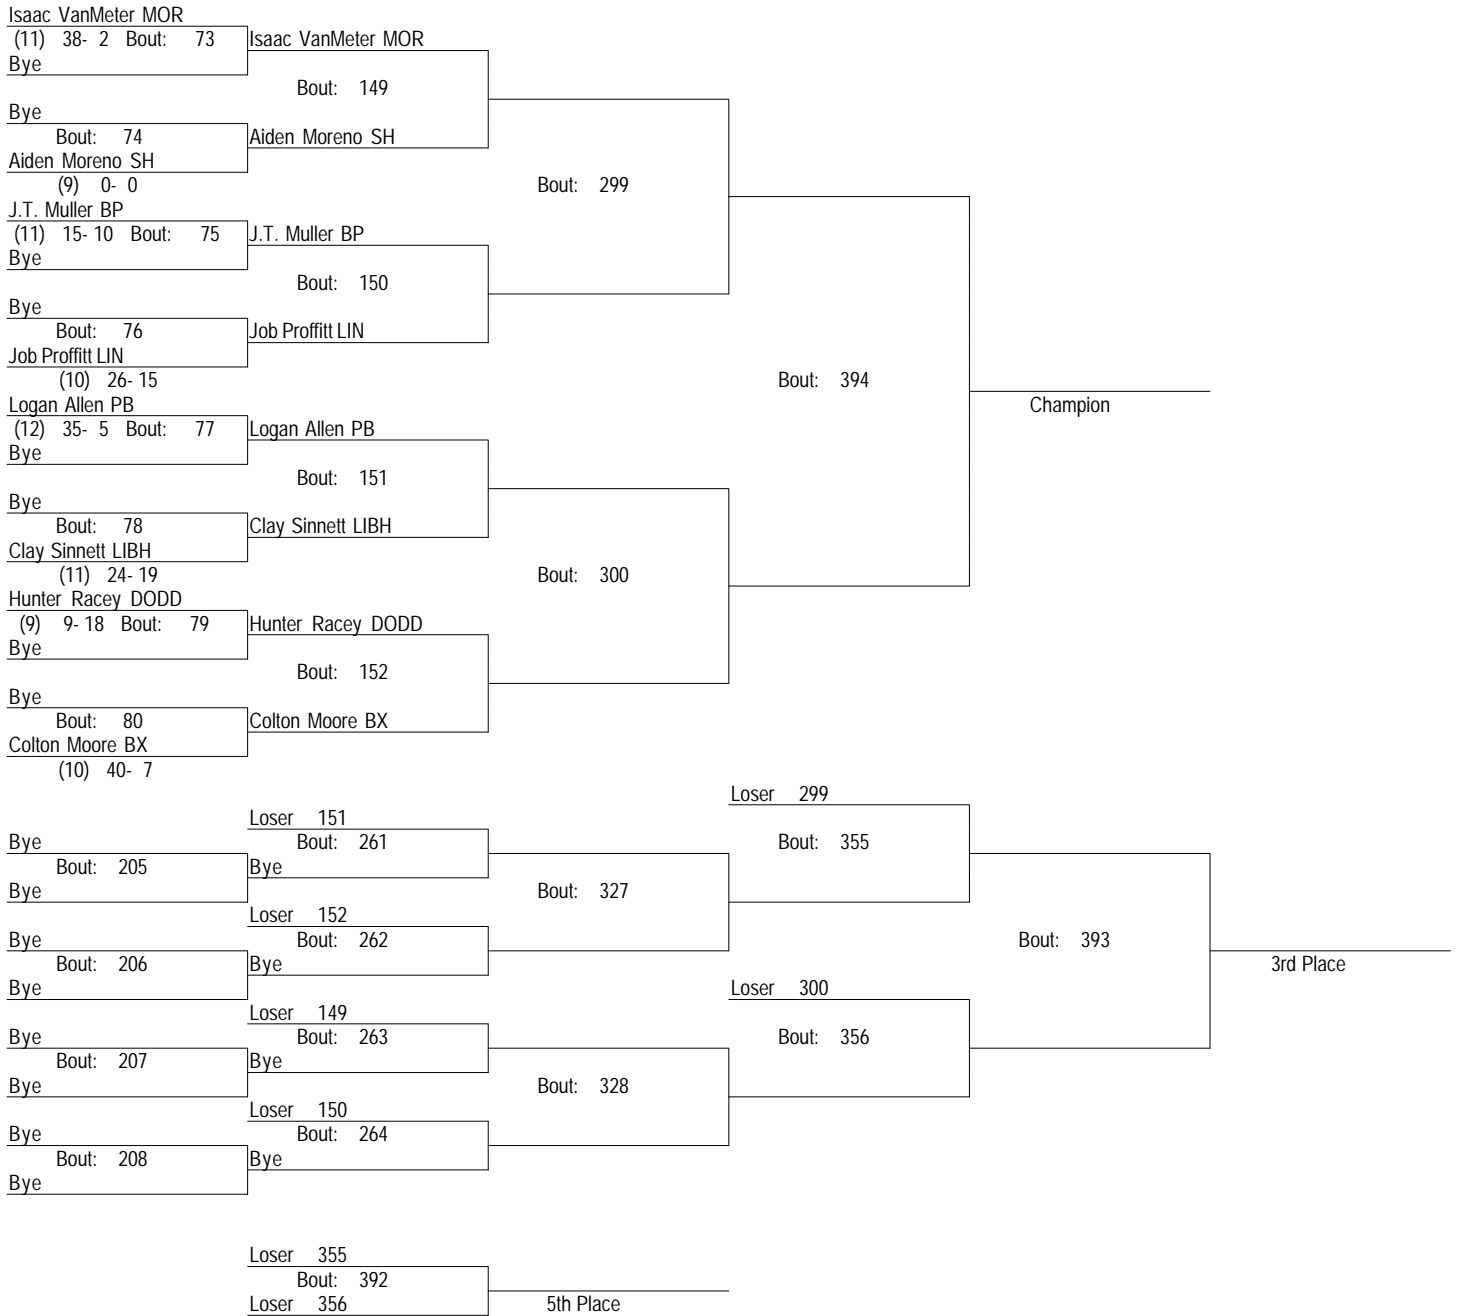 Isaac VanMeter MOR
(11) 38- 2 Bout: 73 Isaac VanMeter MOR
Bye
Bout: 149
Bye
Bout: 74 Aiden Moreno SH
Aiden Moreno SH
(9) 0- 0 Bout: 299
J.T. Muller BP
(11) 15- 10 Bout: 75 J.T. Muller BP
Bye
Bout: 150
Bye
Bout: 76 Job Proffitt LIN
Job Proffitt LIN
(10) 26- 15 Bout: 394
Logan Allen PB Champion
(12) 35- 5 Bout: 77 Logan Allen PB
Bye
Bout: 151
Bye
Bout: 78 Clay Sinnett LIBH
Clay Sinnett LIBH
(11) 24- 19 Bout: 300
Hunter Racey DODD
(9) 9- 18 Bout: 79 Hunter Racey DODD
Bye
Bout: 152
Bye
Bout: 80 Colton Moore BX
Colton Moore BX
(10) 40- 7
Loser 299
Loser 151
Bye Bout: 261 Bout: 355
Bout: 205 Bye
Bye Bout: 327
Loser 152
Bye Bout: 262 Bout: 393
Bout: 206 Bye 3rd Place
Bye Loser 300
Loser 149
Bye Bout: 263 Bout: 356
Bout: 207 Bye
Bye Bout: 328
Loser 150
Bye Bout: 264
Bout: 208 Bye
Bye
Loser 355
Bout: 392
Loser 356 5th Place